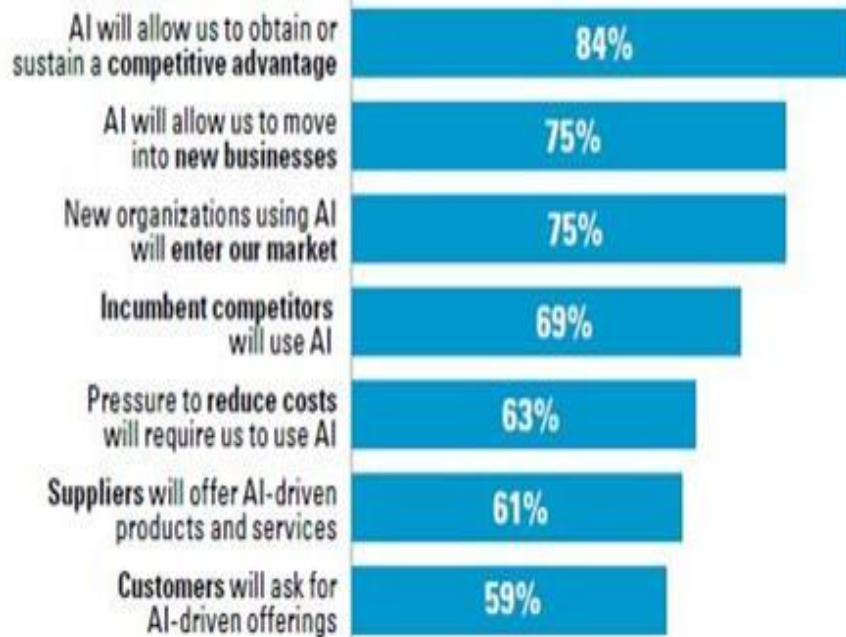 AI will allow us to obtain or
sustain a competitive advantage
84%
AI will allow us to move
into new businesses
75%
New organizations using AI
will enter our market
75%
Incumbent competitors
will use AI
69%
Pressure to reduce costs
will require us to use AI
63%
Suppliers will offer AI-driven
products and services
61%
Customers will ask for
AI-driven offerings
59%